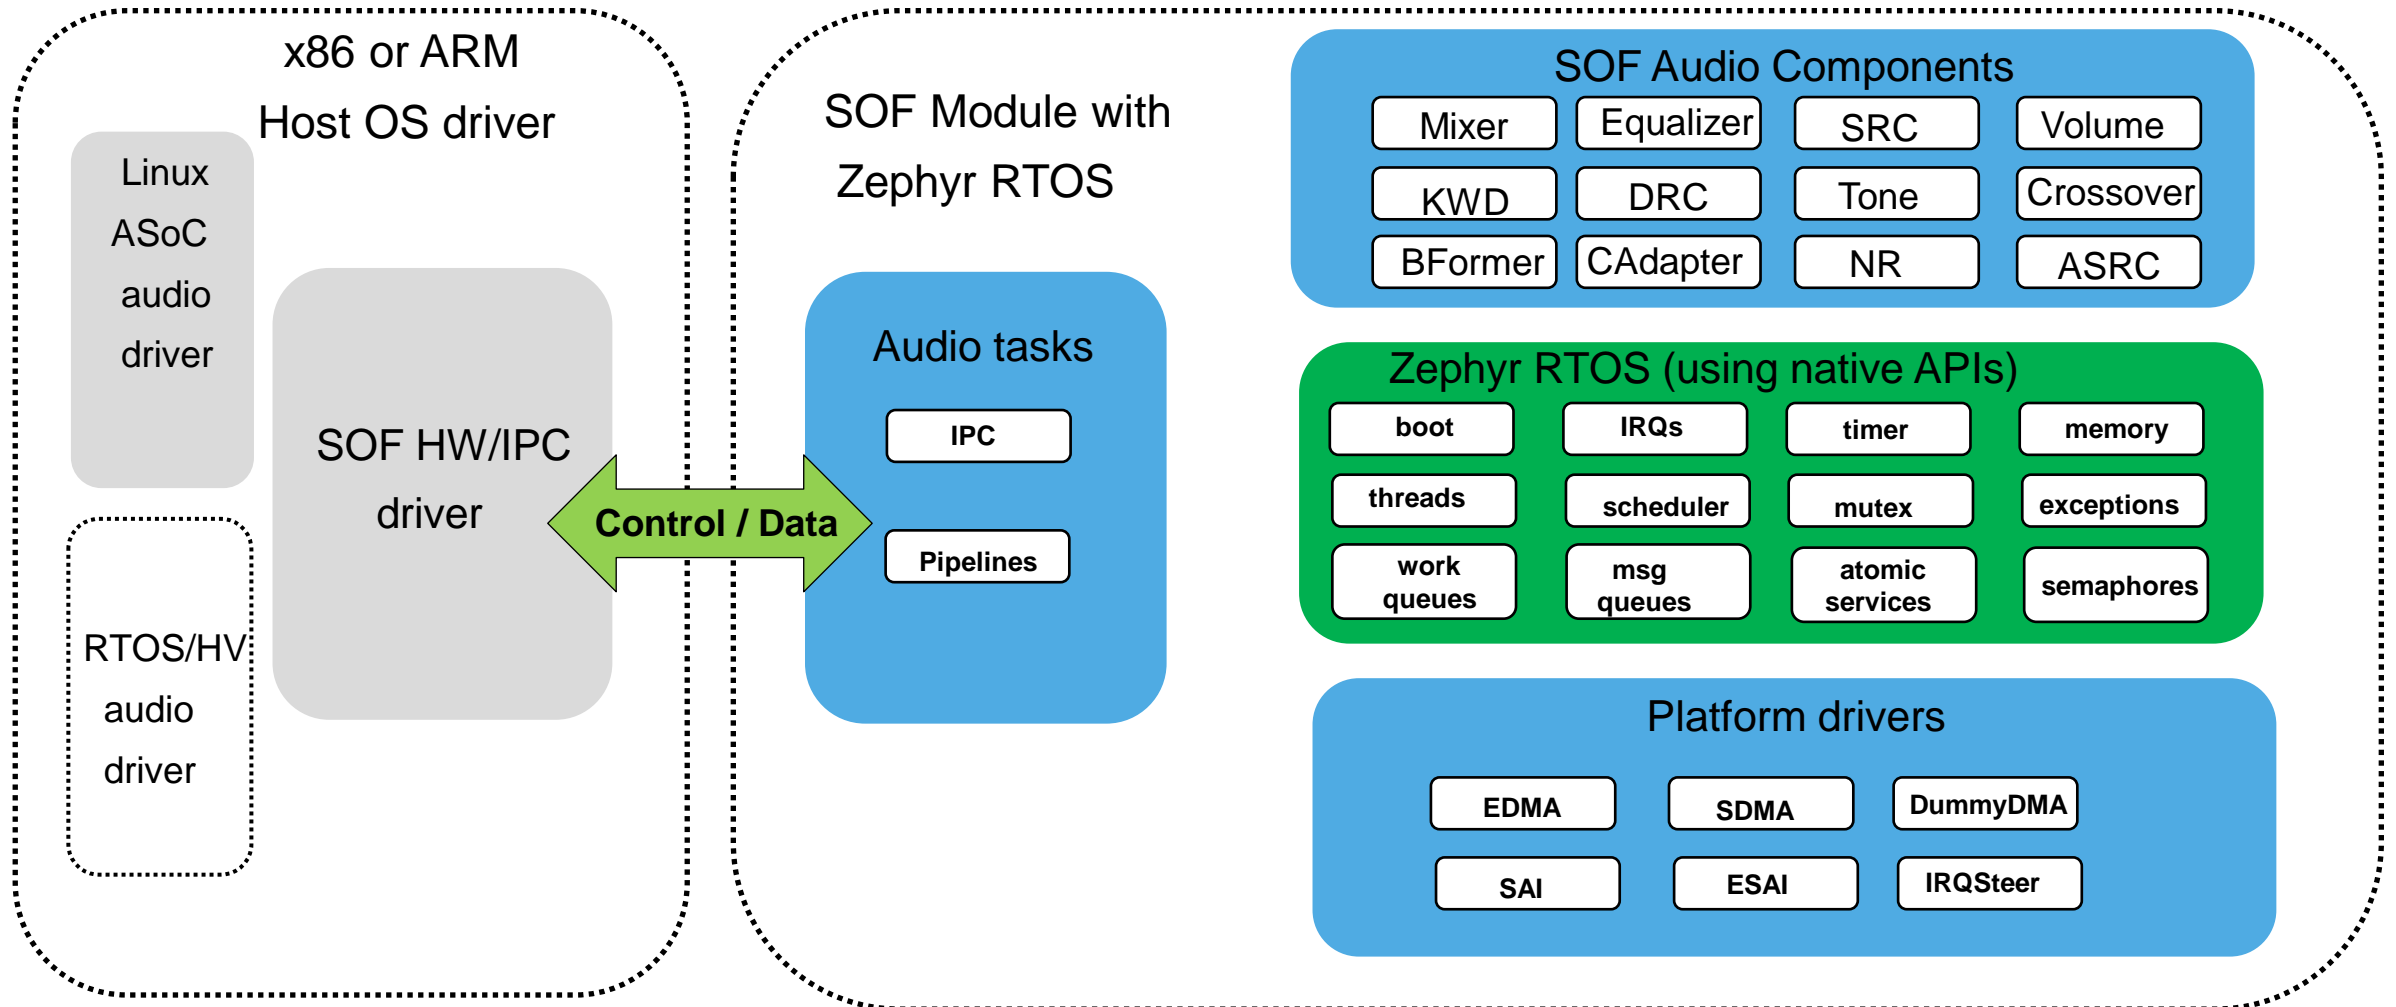 x86 or ARM
Host OS driver
Linux
ASoC
audio
driver
RTOS/HV
audio
driver
SOF HW/IPC
driver
Control / Data
SOF Module with
Zephyr RTOS
Audio tasks
IPC
Pipelines
SOF Audio Components
Mixer
Equalizer
SRC
Volume
KWD
DRC
Tone
Crossover
BFormer
CAdapter
NR
ASRC
Zephyr RTOS (using native APIs)
boot
IRQs
timer
memory
threads
scheduler
mutex
exceptions
work
queues
msg
queues
atomic
services
semaphores
Platform drivers
EDMA
SDMA
DummyDMA
SAI
ESAI
IRQSteer